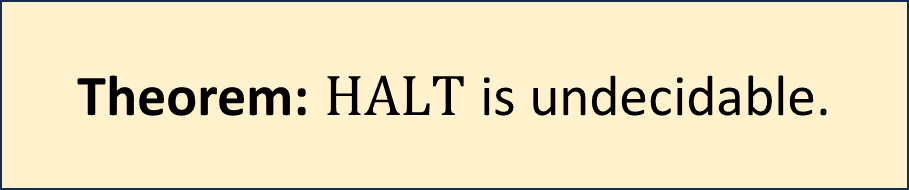 Theorem: HALT is undecidable.